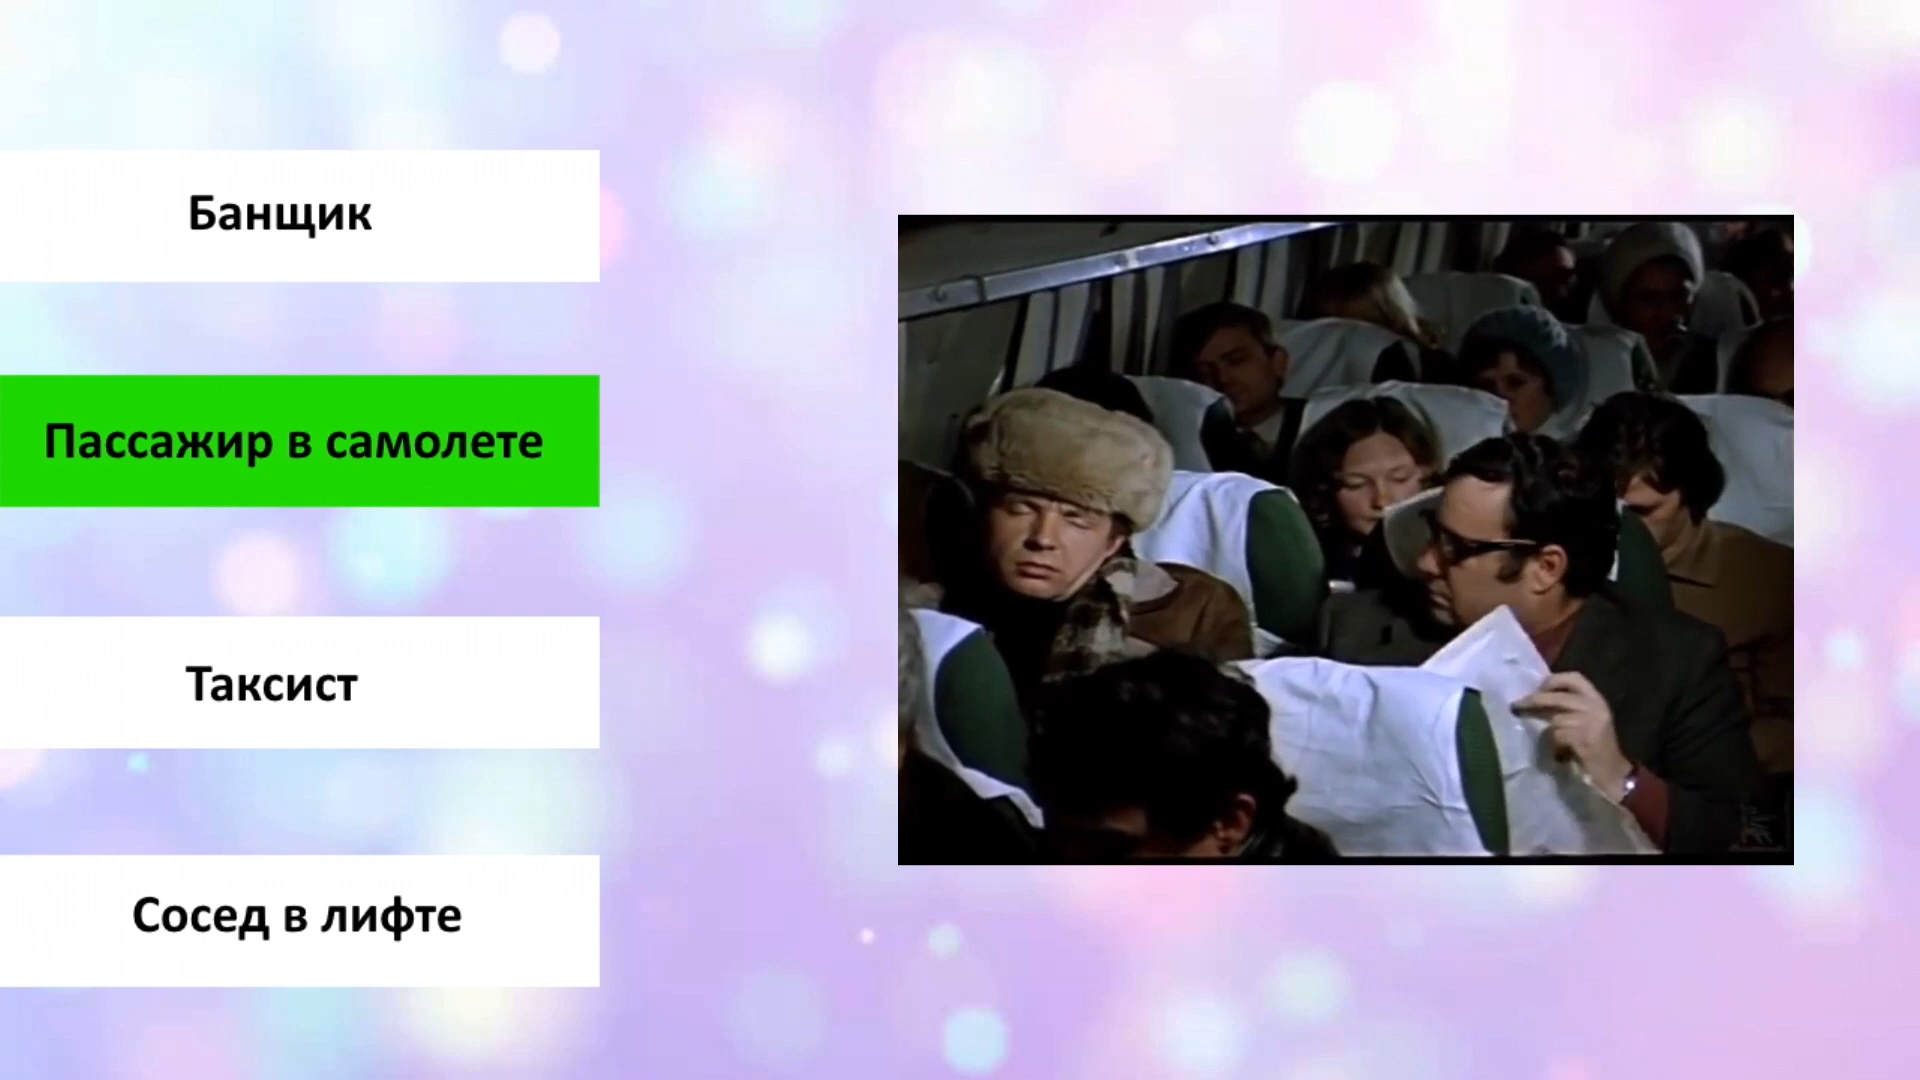 Банщик
Пассажир в самолете
Таксист
Сосед в лифте